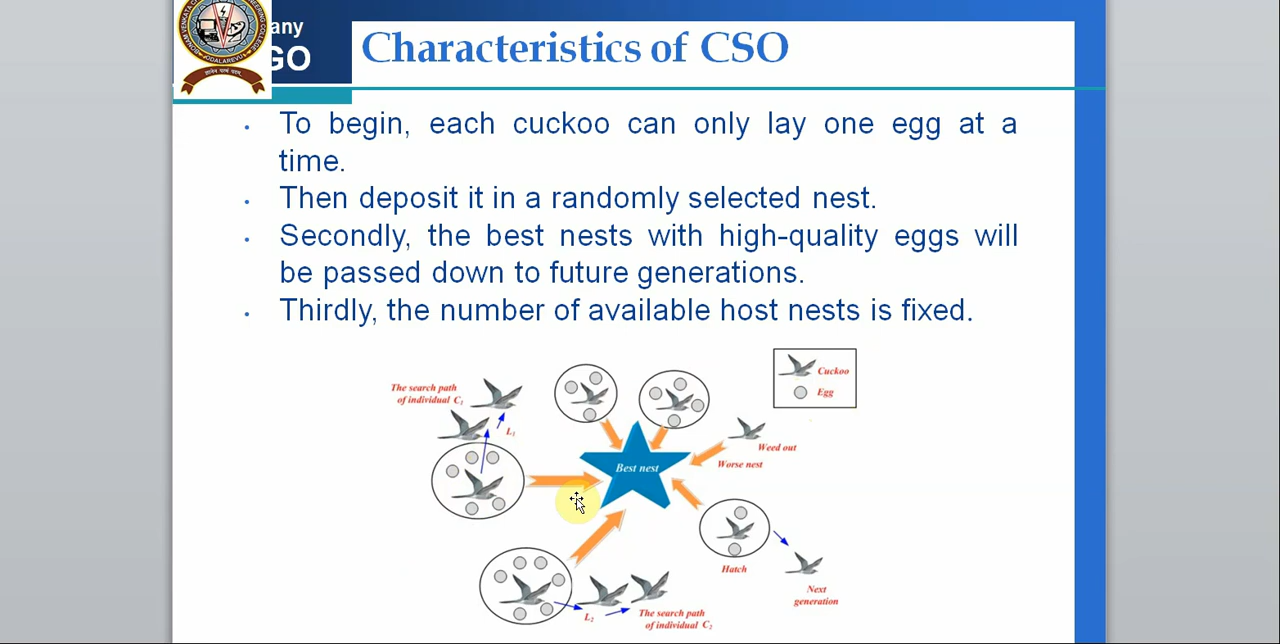 any
GO
Characteristics of CSO
To begin, each cuckoo can only lay one egg at a
time.
Then deposit it in a randomly selected nest.
Secondly, the best nests with high-quality eggs will
be passed down to future generations.
Thirdly, the number of available host nests is fixed.
The search path
of individual C₁
L₁
Best nest
Cuckoo
Egg
Weed out
Worse nest
Hatch
Next
generation
L₂
The search path
of individual C₂